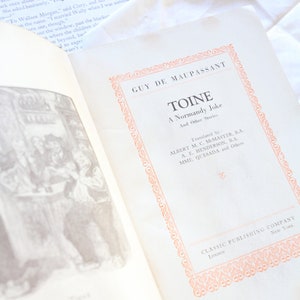 GUY DE MAUPASSANT
TOINE
A Normandy Joke
And Other Stories
Translated by
ALBERT M. C. McMASTER, B.A.
A. E. HENDERSON, B.A.
MME. QUESADA and Others
CLASSIC PUBLISHING COMPANY
London New York